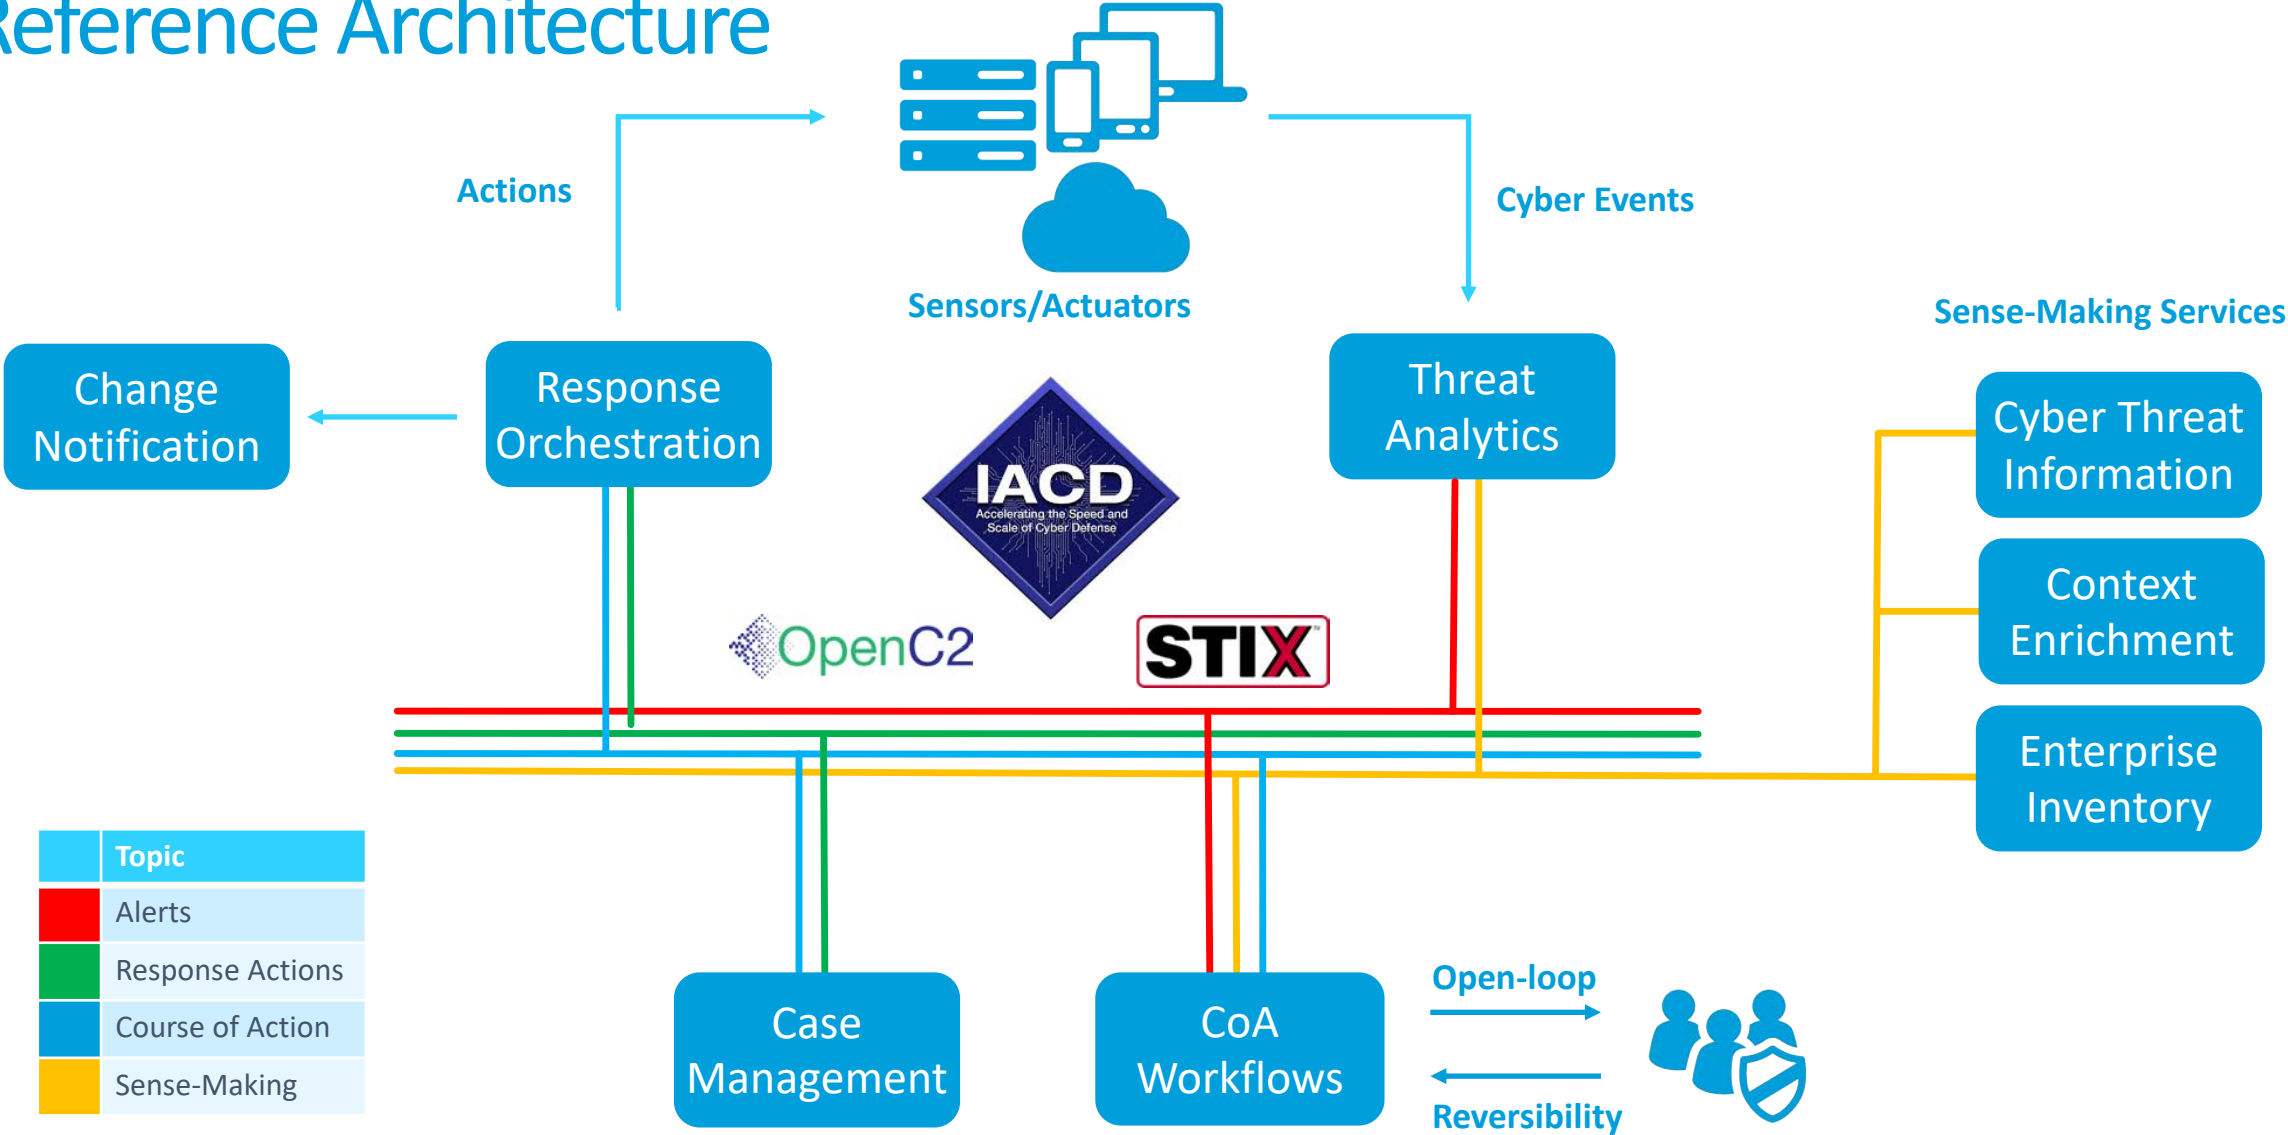 Reference Architecture
Actions
Cyber Events
Sensors/Actuators
Sense-Making Services
Change
Notification
Response
Orchestration
Threat
Analytics
Cyber Threat
Information
IACD
Accelerating the Speed and
Scale of Cyber Defense
Context
Enrichment
OpenC2
STIX™
Enterprise
Inventory
Topic
Alerts
Response Actions
Course of Action
Sense-Making
Case
Management
CoA
Workflows
Open-loop
Reversibility